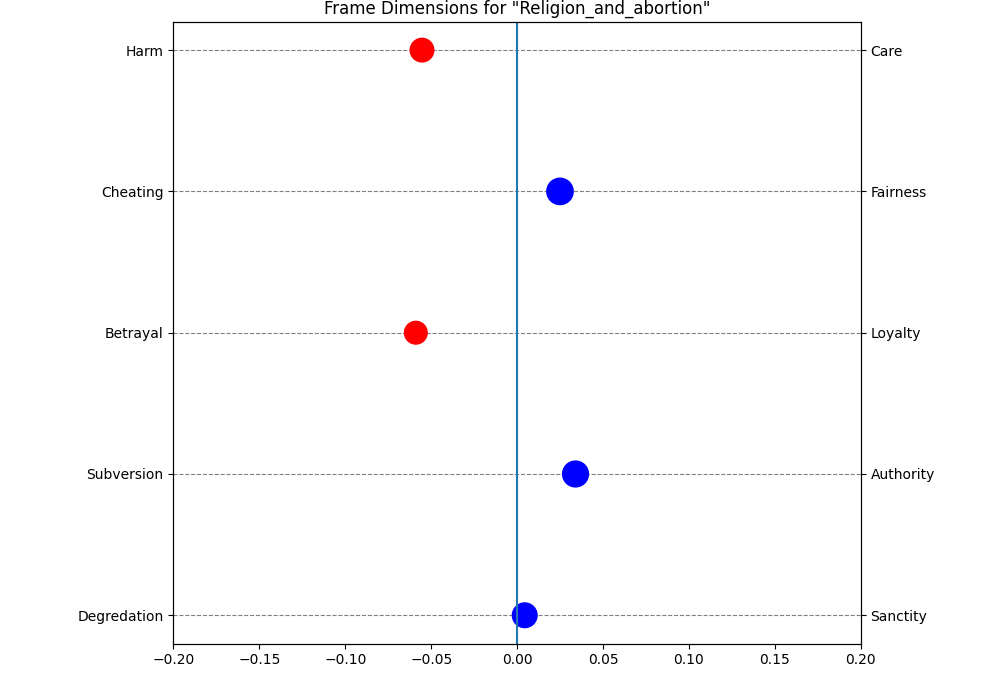 Frame Dimensions for "Religion_and_abortion"
Harm
Care
Cheating
Fairness
Betrayal
Loyalty
Subversion
Authority
Degredation
Sanctity
−0.20 −0.15 −0.10 −0.05 0.00 0.05 0.10 0.15 0.20